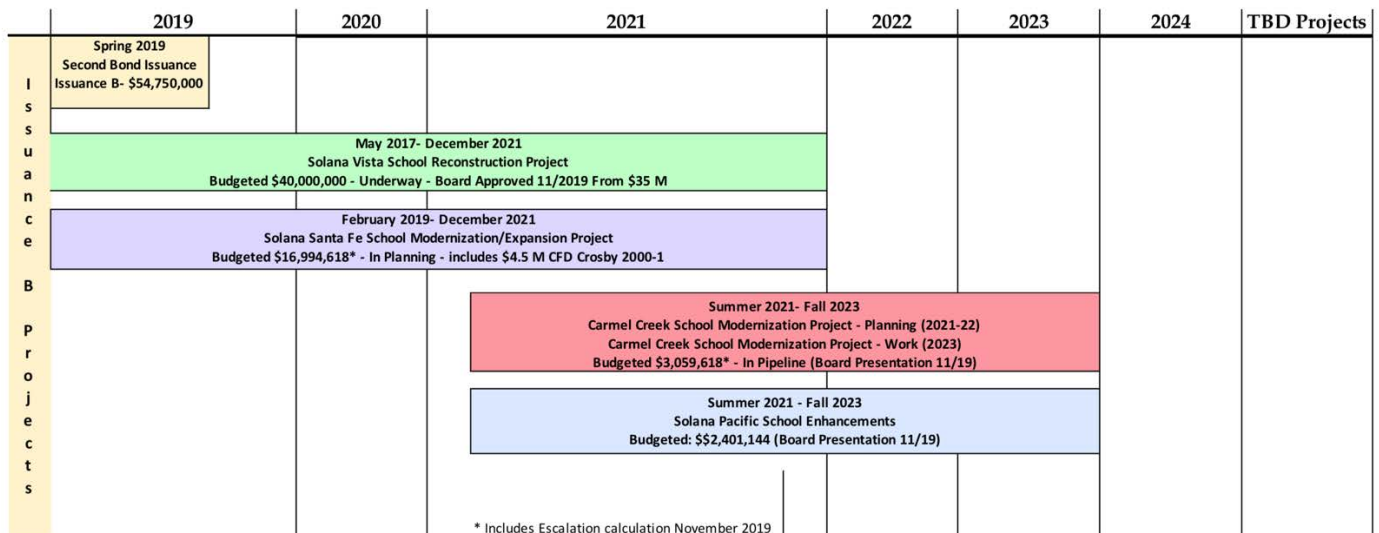 2019 2020 2021 2022 2023 2024 TBD Projects
Issuance B Projects
Spring 2019
Second Bond Issuance
Issuance B- $54,750,000
May 2017- December 2021
Solana Vista School Reconstruction Project
Budgeted $40,000,000 - Underway - Board Approved 11/2019 From $35 M
February 2019- December 2021
Solana Santa Fe School Modernization/Expansion Project
Budgeted $16,994,618* - In Planning - includes $4.5 M CFD Crosby 2000-1
Summer 2021- Fall 2023
Carmel Creek School Modernization Project - Planning (2021-22)
Carmel Creek School Modernization Project - Work (2023)
Budgeted $3,059,618* - In Pipeline (Board Presentation 11/19)
Summer 2021 - Fall 2023
Solana Pacific School Enhancements
Budgeted: $$2,401,144 (Board Presentation 11/19)
* Includes Escalation calculation November 2019